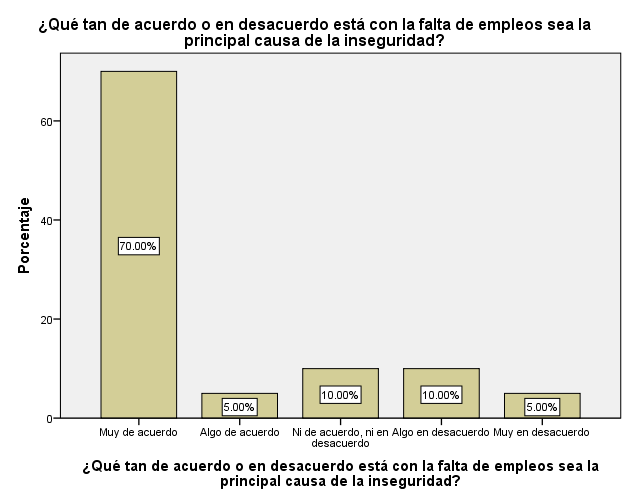 ¿Qué tan de acuerdo o en desacuerdo está con la falta de empleos sea la
principal causa de la inseguridad?
Porcentaje
60
40
20
0
70.00%
5.00%
10.00%
10.00%
5.00%
Muy de acuerdo
Algo de acuerdo
Ni de acuerdo, ni en
desacuerdo
Algo en desacuerdo
Muy en desacuerdo
¿Qué tan de acuerdo o en desacuerdo está con la falta de empleos sea la
principal causa de la inseguridad?